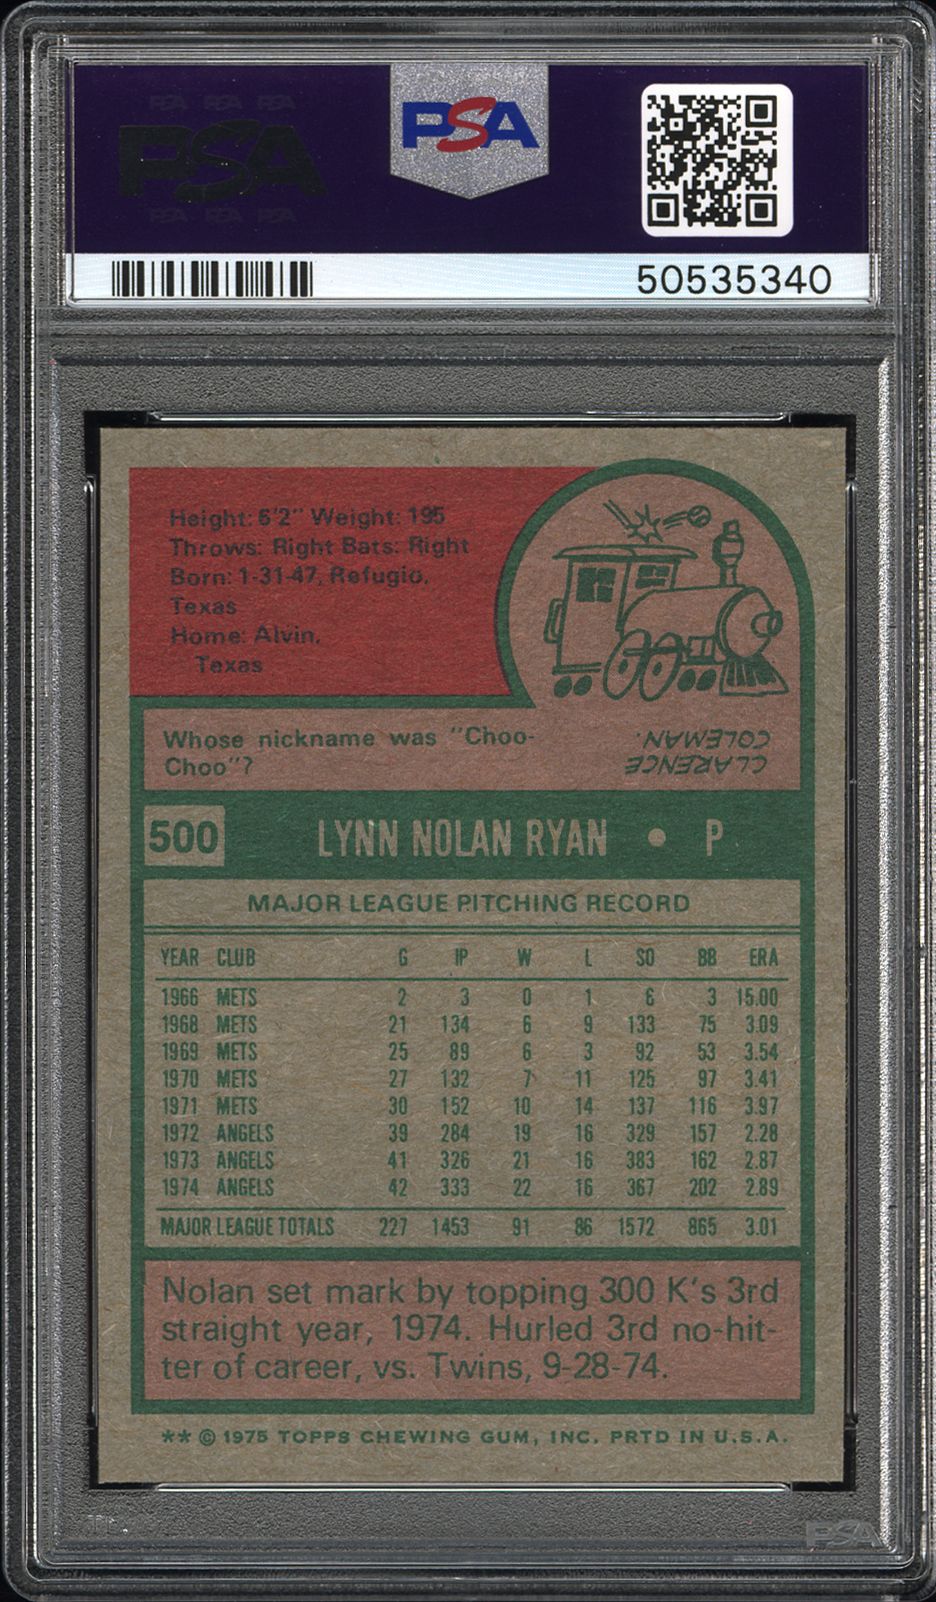 PSA PSA PSA
PSA
PSA PSA PSA
PSA
50535340
Height: 6'2" Weight: 195
Throws: Right Bats: Right
Born: 1-31-47, Refugio,
Texas
Home: Alvin,
Texas
Whose nickname was "Choo-
Choo"?
CLARENCE
COLEMAN.
500 LYNN NOLAN RYAN • P
MAJOR LEAGUE PITCHING RECORD
YEAR CLUB G IP W L SO BB ERA
1966 METS 2 3 0 1 6 3 15.00
1968 METS 21 134 6 9 133 75 3.09
1969 METS 25 89 6 3 92 53 3.54
1970 METS 27 132 7 11 125 97 3.41
1971 METS 30 152 10 14 137 116 3.97
1972 ANGELS 39 284 19 16 329 157 2.28
1973 ANGELS 41 326 21 16 383 162 2.87
1974 ANGELS 42 333 22 16 367 202 2.89
MAJOR LEAGUE TOTALS 227 1453 91 86 1572 865 3.01
Nolan set mark by topping 300 K's 3rd
straight year, 1974. Hurled 3rd no-hit-
ter of career, vs. Twins, 9-28-74.
** © 1975 TOPPS CHEWING GUM, INC. PRTD IN U.S.A.
PSA